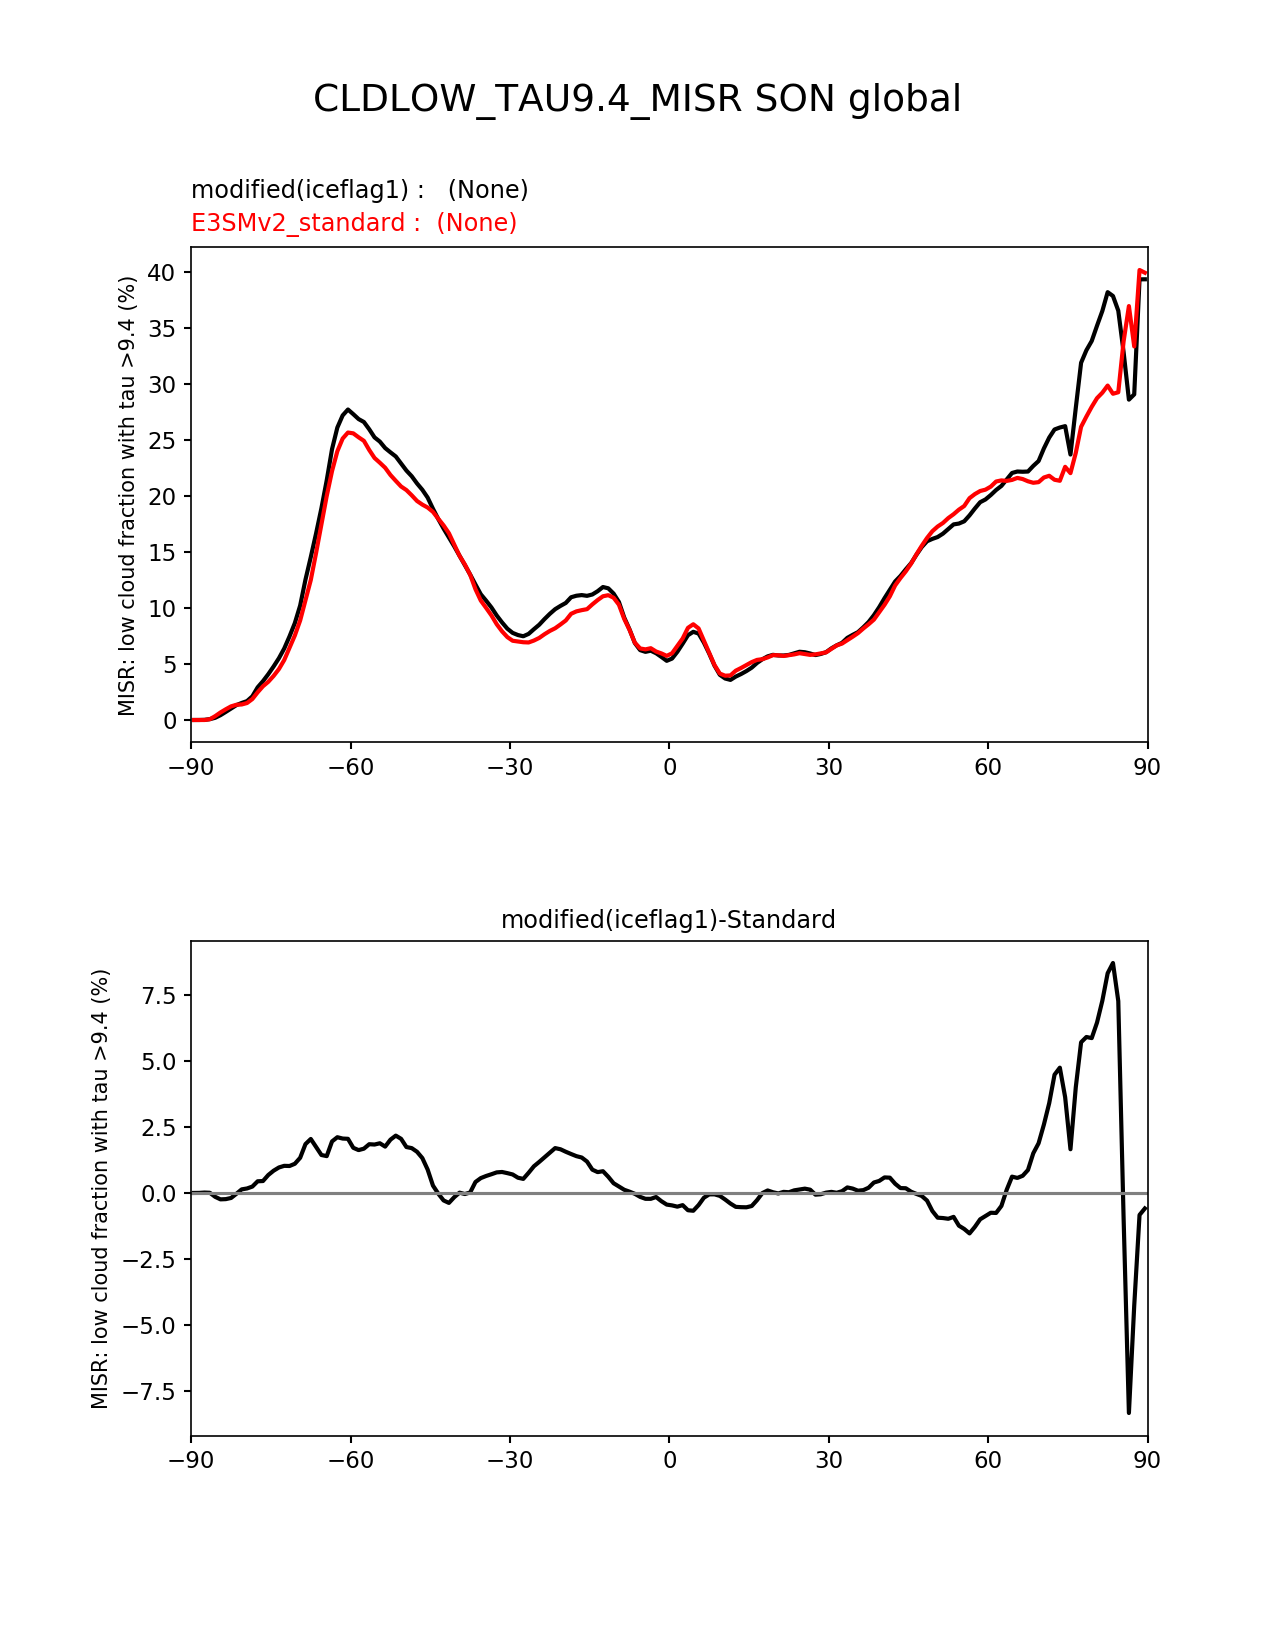 CLDLOW_TAU9.4_MISR SON global
modified(iceflag1) :   (None)
E3SMv2_standard :  (None)
MISR: low cloud fraction with tau >9.4 (%)
40
35
30
25
20
15
10
5
0
−90 −60 −30 0 30 60 90
modified(iceflag1)-Standard
MISR: low cloud fraction with tau >9.4 (%)
7.5
5.0
2.5
0.0
−2.5
−5.0
−7.5
−90 −60 −30 0 30 60 90